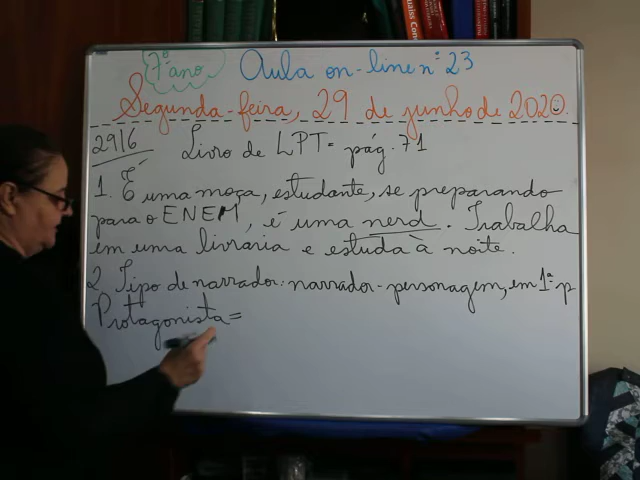 7º ano Aula on-line nº 23
Segunda-feira, 29 de junho de 2020.
29/6 Livro de LPT = pág. 71
1. É uma moça, estudante, se preparando
para o ENEM, é uma nerd. Trabalha
em uma livraria e estuda à noite.
2. Tipo de narrador: narrador-personagem, em 1ª p
Protagonista =